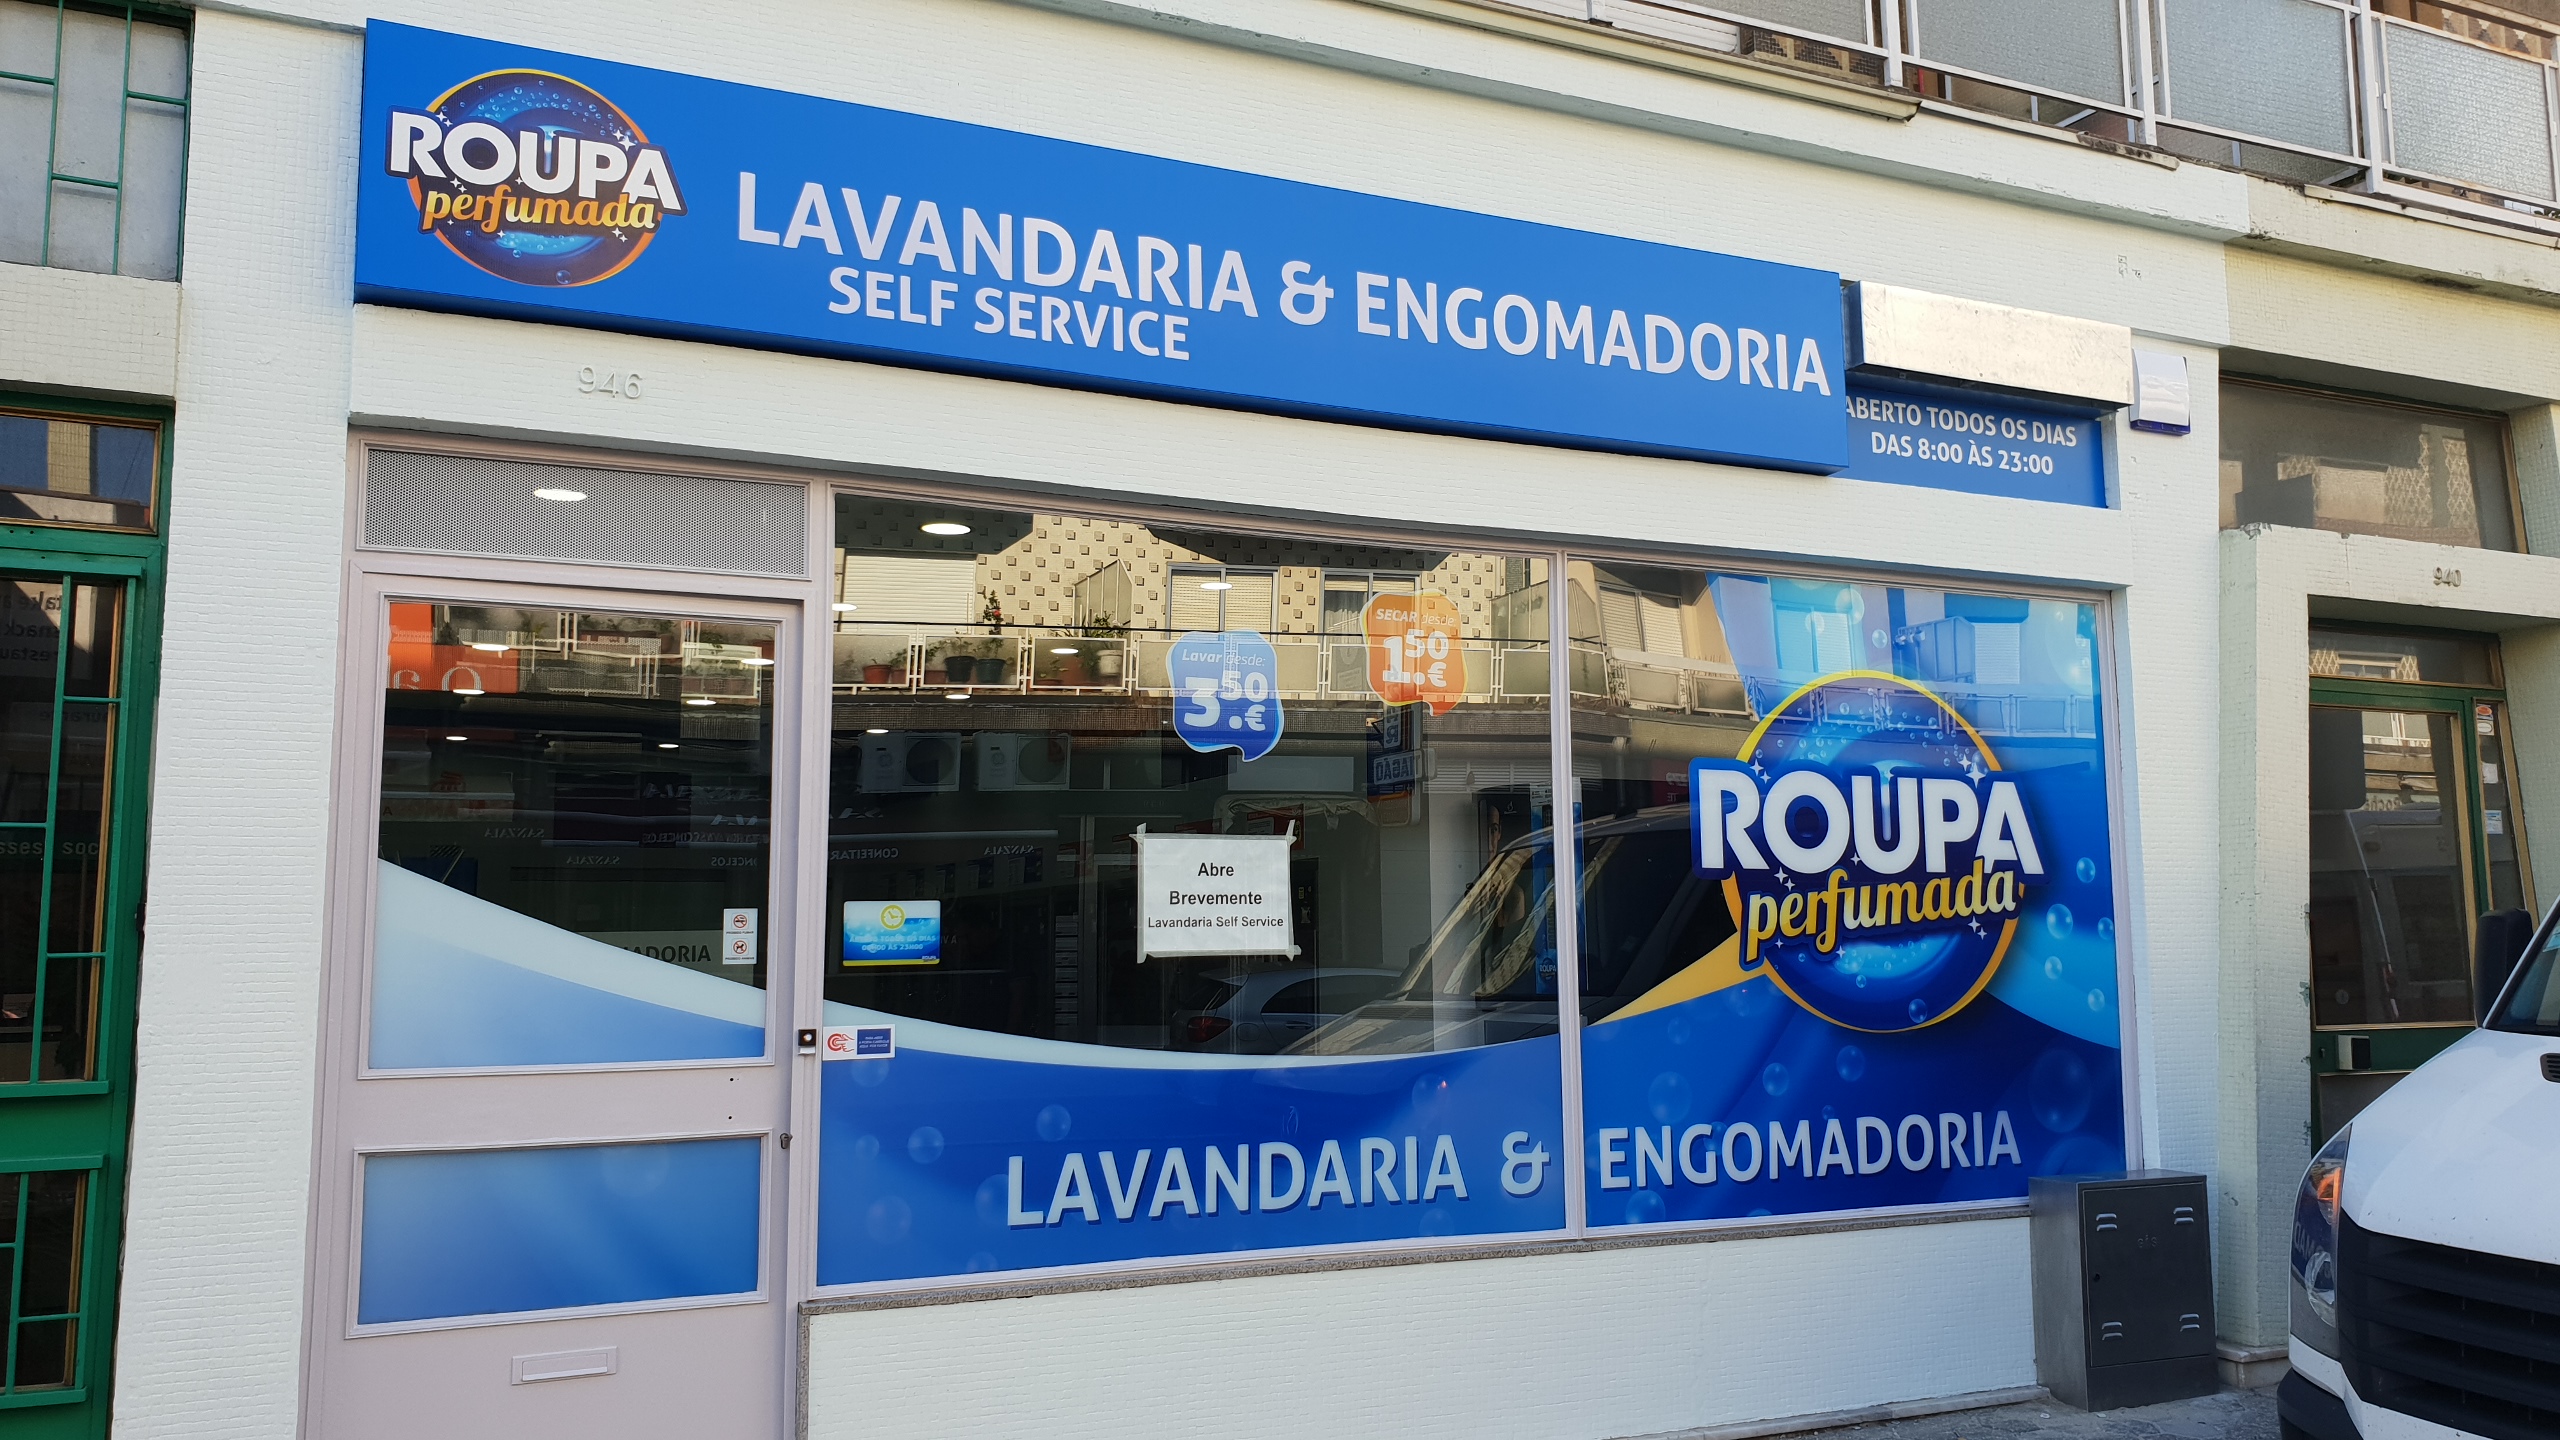 ROUPA
perfumada
LAVANDARIA & ENGOMADORIA
SELF SERVICE
946
ABERTO TODOS OS DIAS
DAS 8:00 ÀS 23:00
940
SECAR desde
1.50€
Lavar desde:
3.50€
Abre
Brevemente
Lavandaria Self Service
ROUPA
perfumada
LAVANDARIA & ENGOMADORIA